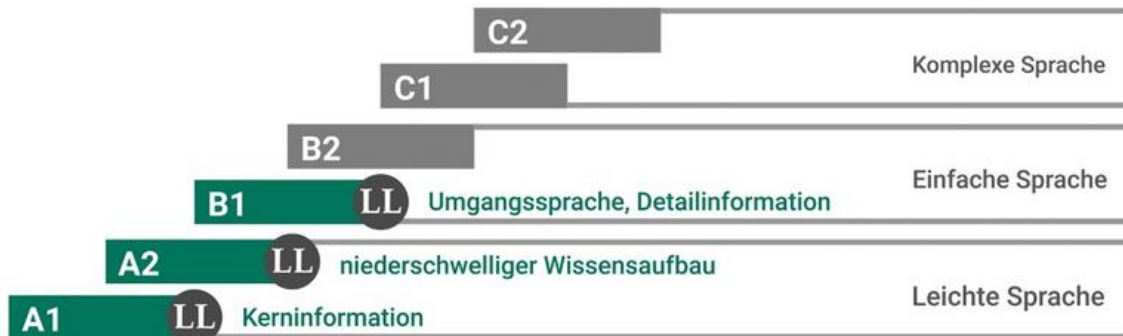 C2
Komplexe Sprache
C1
B2
Einfache Sprache
B1 LL Umgangssprache, Detailinformation
A2 LL niederschwelliger Wissensaufbau
Leichte Sprache
A1 LL Kerninformation